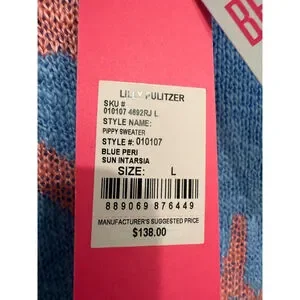 LILLY PULITZER
SKU #
010107 4692RJ L
STYLE NAME:
PIPPY SWEATER
STYLE #: 010107
BLUE PERI
SUN INTARSIA
SIZE: L
889069 876449
MANUFACTURER'S SUGGESTED PRICE
$138.00